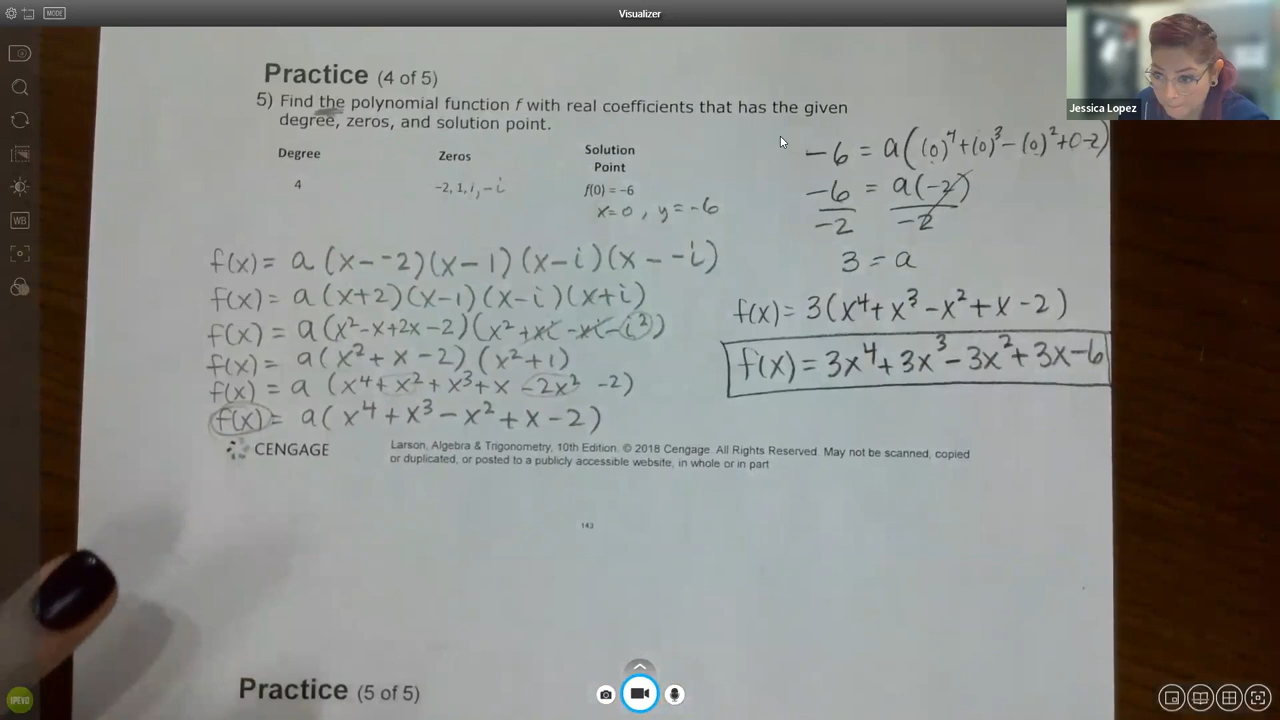 MODE
Visualizer
Jessica Lopez
WB
Practice (4 of 5)
5) Find the polynomial function f with real coefficients that has the given
degree, zeros, and solution point.
Degree Zeros Solution Point
4 -2, 1, i, -i f(0) = -6
x=0, y=-6
f(x) = a(x--2)(x-1)(x-i)(x--i)
f(x) = a(x+2)(x-1)(x-i)(x+i)
f(x) = a(x²-x+2x-2)(x²+xi-xi-i²)
f(x) = a(x²+x-2)(x²+1)
f(x) = a(x⁴+x²+x³+x-2x²-2)
f(x) = a(x⁴+x³-x²+x-2)
-6 = a((0)⁴+(0)³-(0)²+0-2)
-6 = a(-2)
-2 -2
3 = a
f(x) = 3(x⁴+x³-x²+x-2)
f(x) = 3x⁴+3x³-3x²+3x-6
CENGAGE
Larson, Algebra & Trigonometry, 10th Edition. © 2018 Cengage. All Rights Reserved. May not be scanned, copied
or duplicated, or posted to a publicly accessible website, in whole or in part
143
Practice (5 of 5)
IPEVO